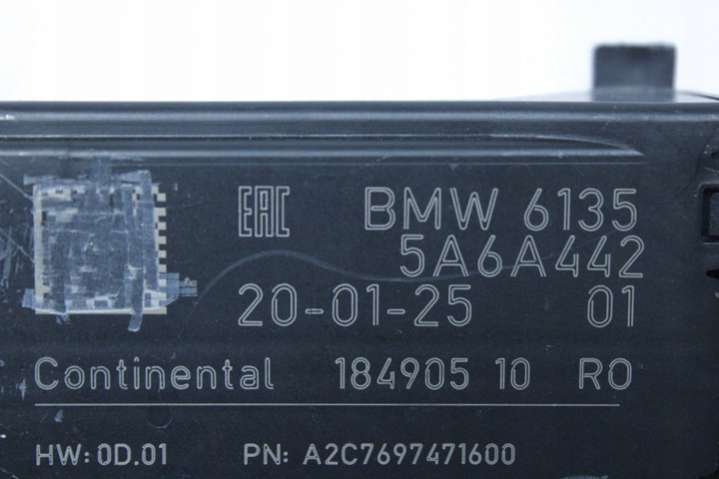 EAC BMW 6135
5A6A442
20-01-25 01
Continental 184905 10 RO
HW: 0D.01 PN: A2C7697471600